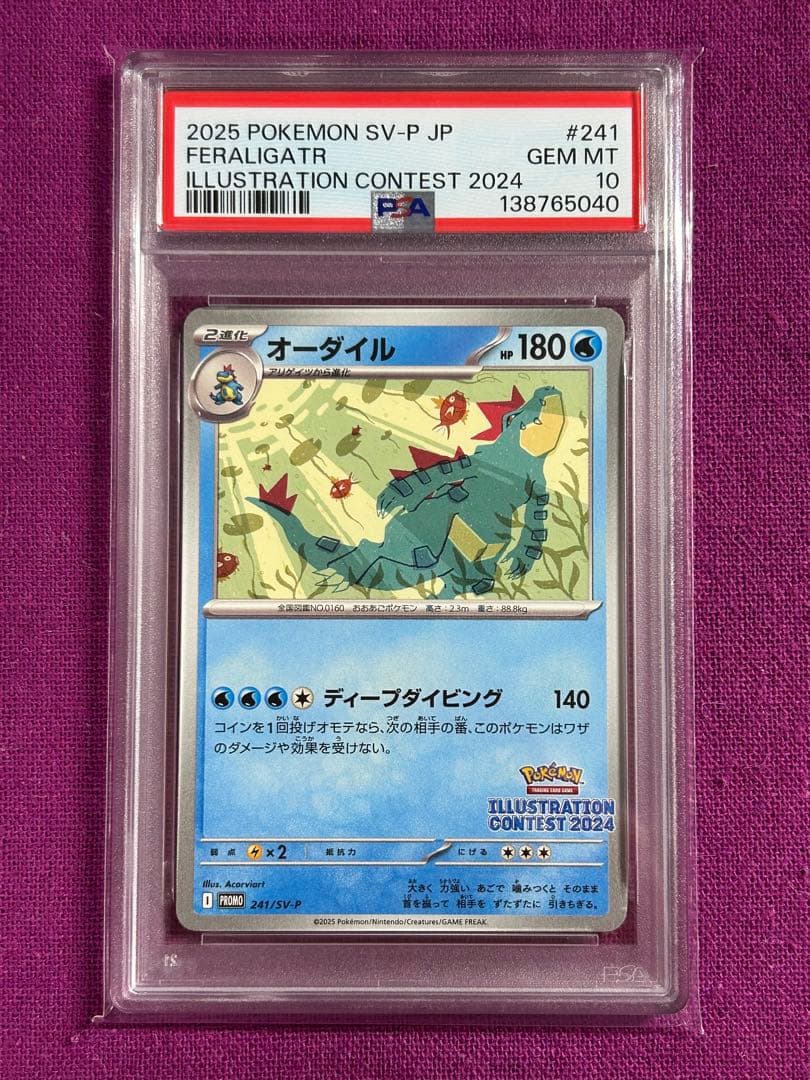 2025 POKEMON SV-P JP #241
FERALIGATR GEM MT
ILLUSTRATION CONTEST 2024 10
PSA 138765040
2進化 オーダイル HP 180
アリゲイツから進化
全国図鑑NO.0160 おおあごポケモン 高さ:2.3m 重さ:88.8kg
ディープダイビング 140
コインを1回投げオモテなら、次の相手の番、このポケモンはワザ
のダメージや効果を受けない。
Pokémon
TRADING CARD GAME
ILLUSTRATION
CONTEST 2024
弱点 ×2 抵抗力 にげる
Illus. Acorviart
大きく 力強い あごで 噛みつくと そのまま
首を振って 相手を ずたずたに 引きちぎる。
I PROMO 241/SV-P
©2025 Pokémon/Nintendo/Creatures/GAME FREAK.
PSA